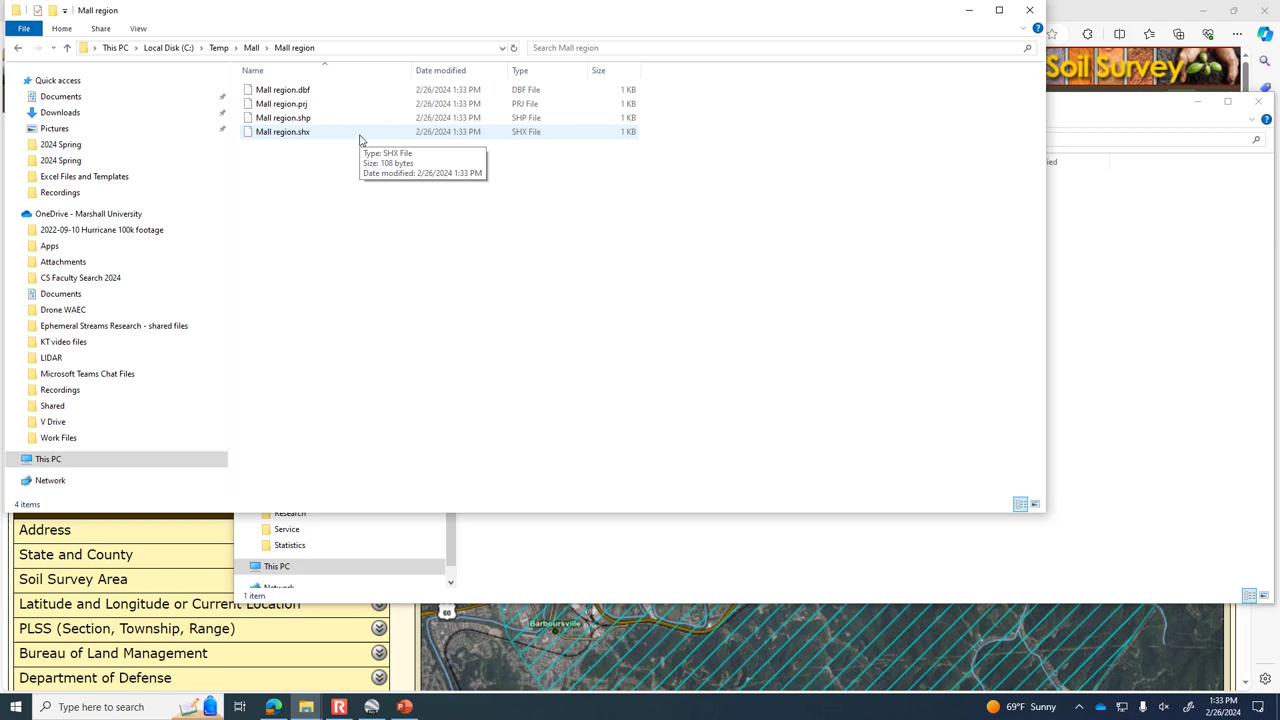 Mall region
File
Home
Share
View
This PC
Local Disk (C:)
Temp
Mall
Mall region
Search Mall region
Soil Survey
Name
Date modified
Type
Size
Quick access
Documents
Downloads
Pictures
2024 Spring
2024 Spring
Excel Files and Templates
Recordings
OneDrive - Marshall University
2022-09-10 Hurricane 100k footage
Apps
Attachments
CS Faculty Search 2024
Documents
Drone WAEC
Ephemeral Streams Research - shared files
KT video files
LIDAR
Microsoft Teams Chat Files
Recordings
Shared
V Drive
Work Files
This PC
Network
Mall region.dbf 2/26/2024 1:33 PM DBF File 1 KB
Mall region.prj 2/26/2024 1:33 PM PRJ File 1 KB
Mall region.shp 2/26/2024 1:33 PM SHP File 1 KB
Mall region.shx 2/26/2024 1:33 PM SHX File 1 KB
Type: SHX File
Size: 108 bytes
Date modified: 2/26/2024 1:33 PM
4 items
Research
Service
Statistics
This PC
Network
1 item
Address
State and County
Soil Survey Area
Latitude and Longitude or Current Location
PLSS (Section, Township, Range)
Bureau of Land Management
Department of Defense
60
Barboursville
Type here to search
69°F Sunny
1:33 PM
2/26/2024